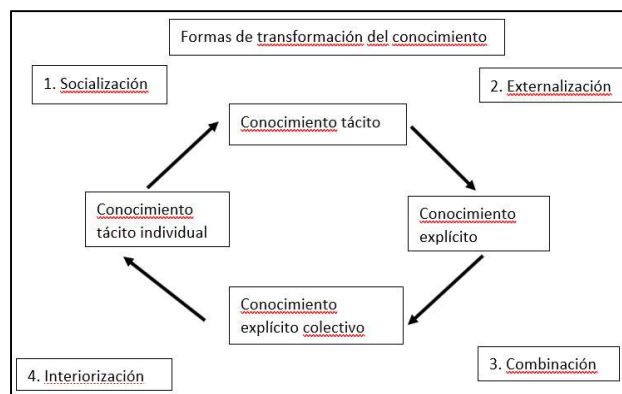 Formas de transformación del conocimiento
1. Socialización
2. Externalización
Conocimiento tácito
Conocimiento
tácito individual
Conocimiento
explícito
Conocimiento
explícito colectivo
4. Interiorización
3. Combinación